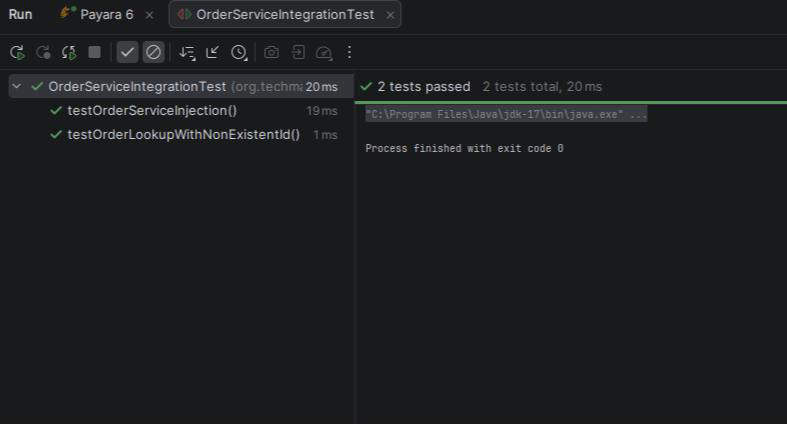 Run Payara 6 OrderServiceIntegrationTest
OrderServiceIntegrationTest (org.techma 20 ms
testOrderServiceInjection() 19 ms
testOrderLookupWithNonExistentId() 1 ms
2 tests passed 2 tests total, 20 ms
"C:\Program Files\Java\jdk-17\bin\java.exe" ...
Process finished with exit code 0